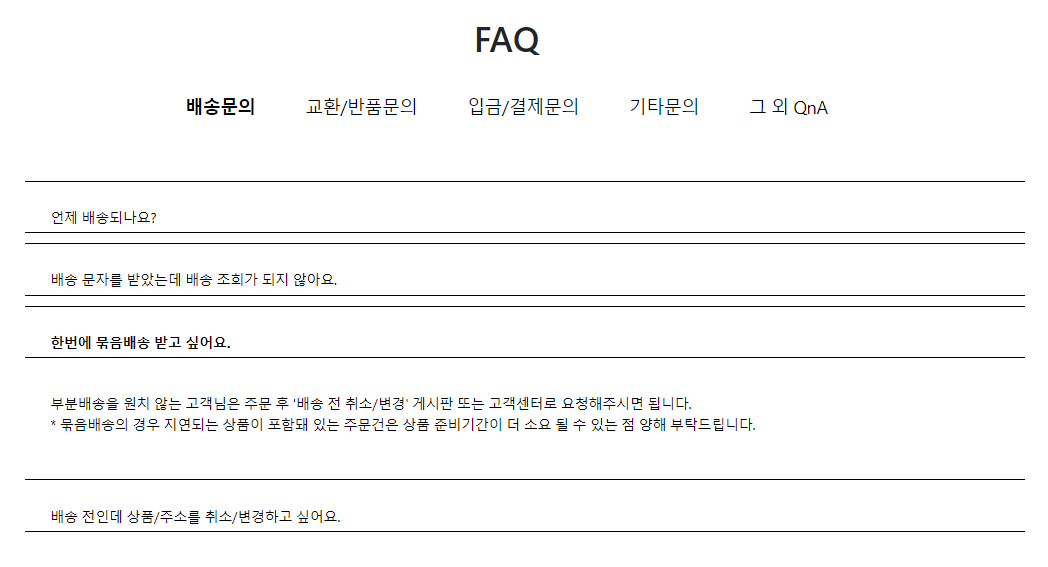 FAQ
배송문의 교환/반품문의 입금/결제문의 기타문의 그 외 QnA
언제 배송되나요?
배송 문자를 받았는데 배송 조회가 되지 않아요.
한번에 묶음배송 받고 싶어요.
부분배송을 원치 않는 고객님은 주문 후 '배송 전 취소/변경' 게시판 또는 고객센터로 요청해주시면 됩니다.
* 묶음배송의 경우 지연되는 상품이 포함돼 있는 주문건은 상품 준비기간이 더 소요 될 수 있는 점 양해 부탁드립니다.
배송 전인데 상품/주소를 취소/변경하고 싶어요.